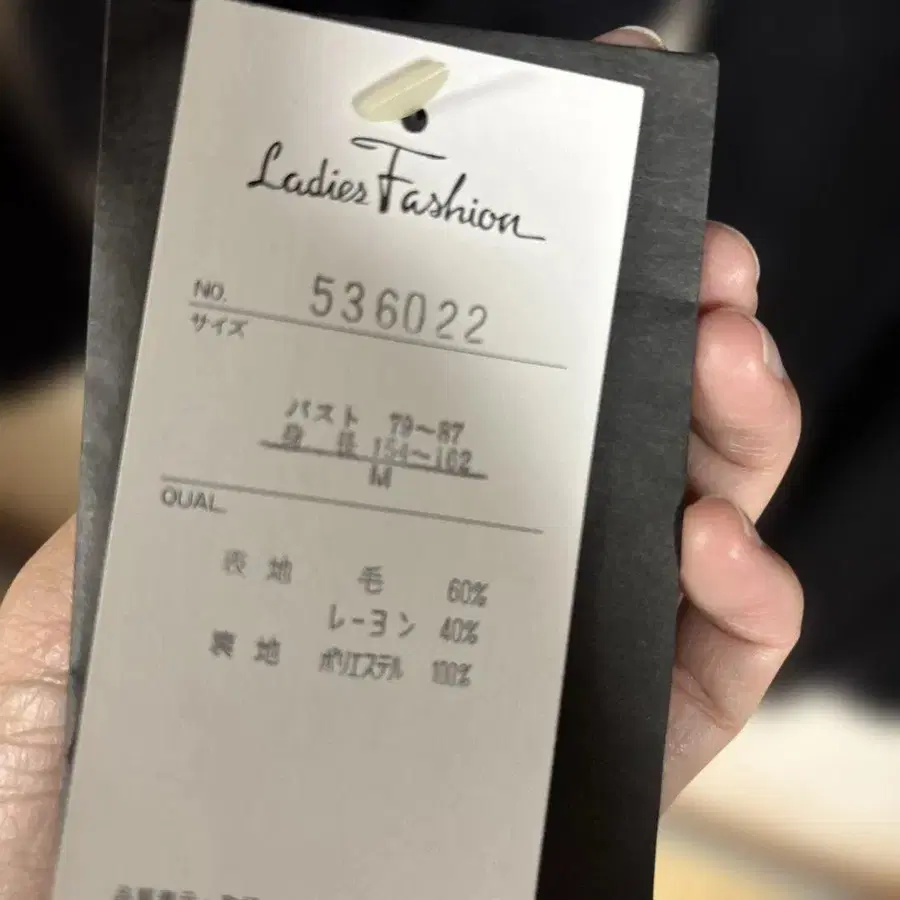 Ladies Fashion
NO. 536022
サイズ
バスト 79〜87
身 長 154〜162
M
QUAL.
表 地 毛 60%
レーヨン 40%
裏 地 ポリエステル 100%